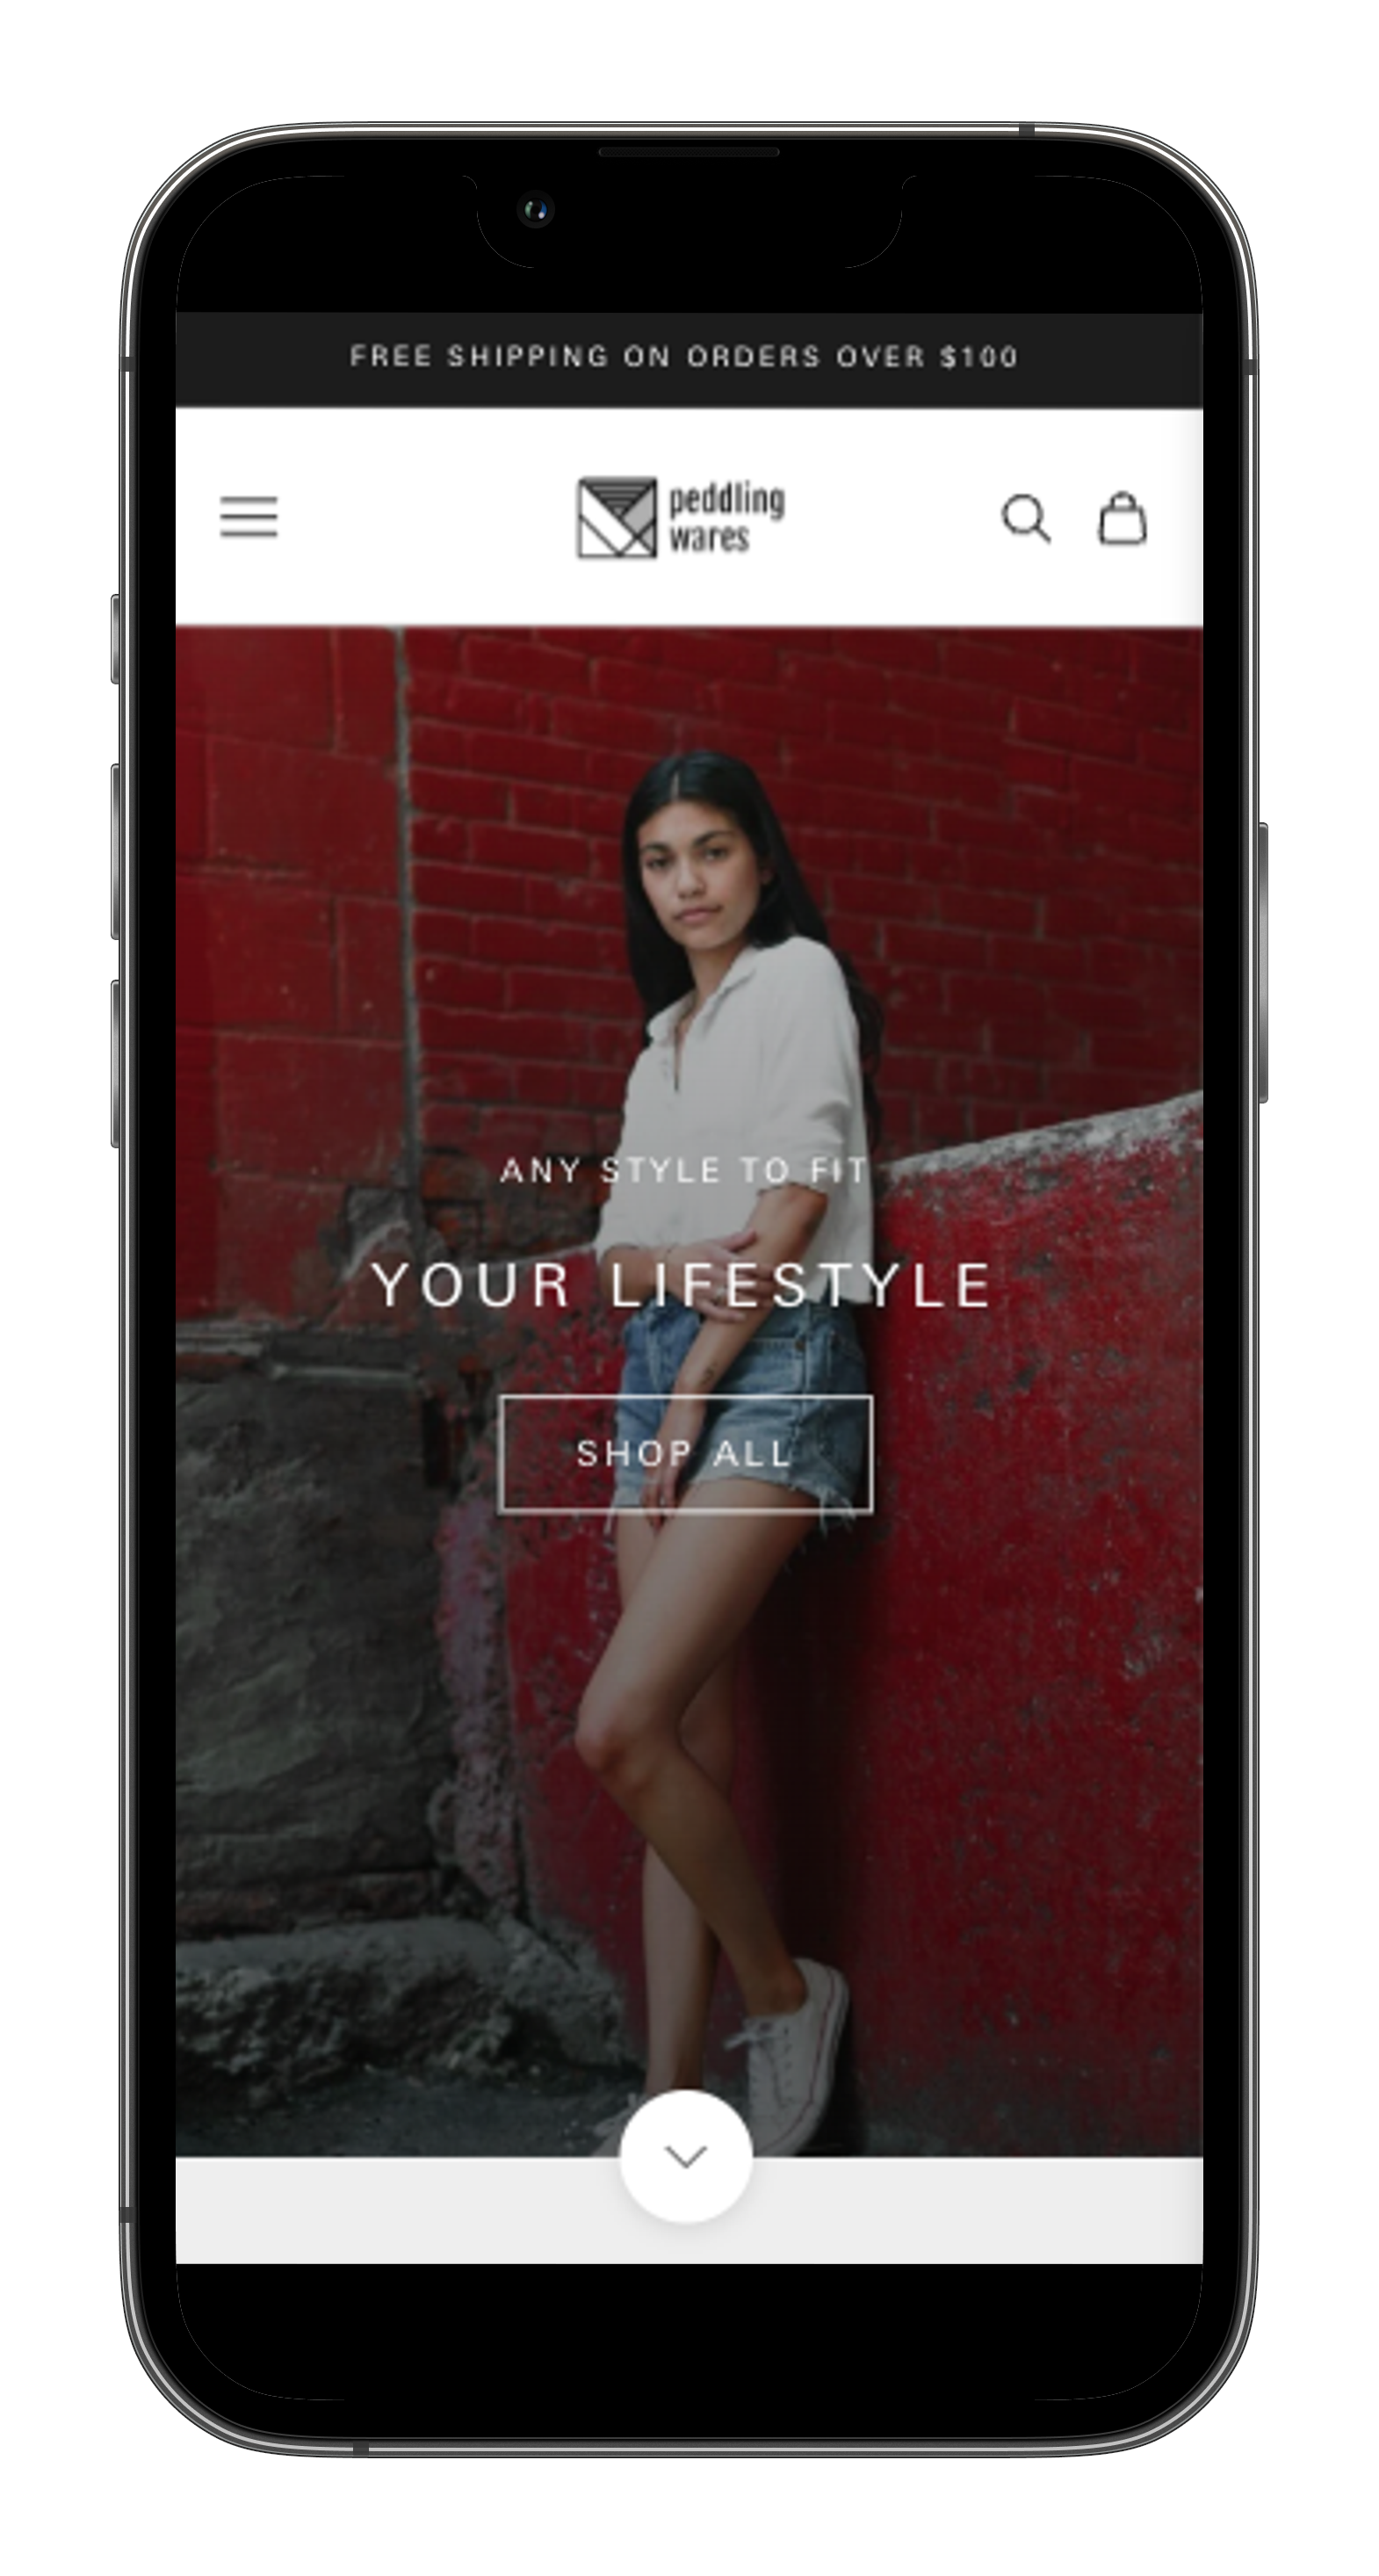 FREE SHIPPING ON ORDERS OVER $100
peddling
wares
ANY STYLE TO FIT
YOUR LIFESTYLE
SHOP ALL